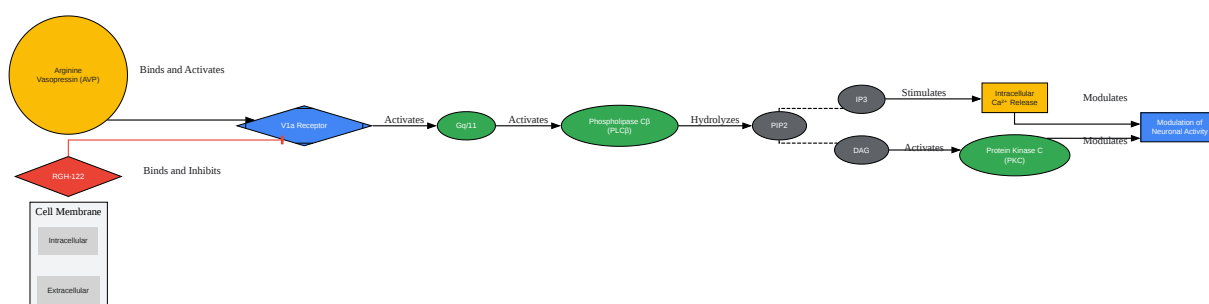 Arginine
Vasopressin (AVP)
Binds and Activates
V1a Receptor
Activates
Gq/11
Activates
Phospholipase Cβ
(PLCβ)
Hydrolyzes
PIP2
IP3
Stimulates
Intracellular
Ca²⁺ Release
Modulates
Modulation of
Neuronal Activity
DAG
Activates
Protein Kinase C
(PKC)
Modulates
RGH-122
Binds and Inhibits
Cell Membrane
Intracellular
Extracellular